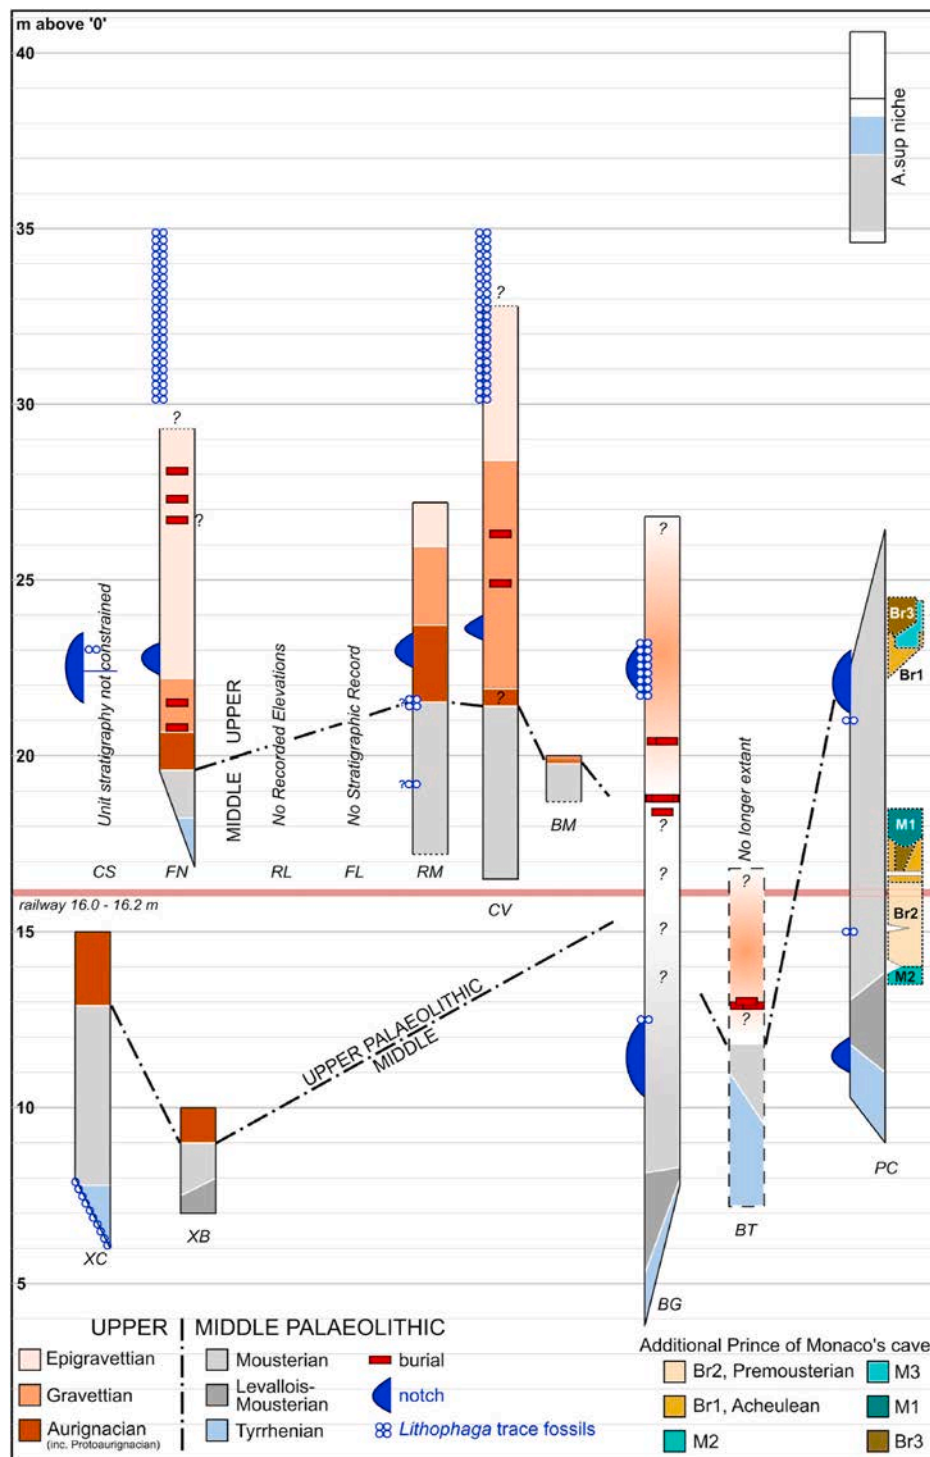 m above '0'
40
A.sup niche
35
?
30
?
?
25
Unit stratigraphy not constrained
MIDDLE UPPER
No Recorded Elevations
No Stratigraphic Record
?
?
?
20
?
?
?
?
?
No longer extant
?
?
Br3
Br1
M1
Br2
M2
CS
FN
RL
FL
RM
CV
BM
railway 16.0 - 16.2 m
15
UPPER PALAEOLITHIC
MIDDLE
10
XC
XB
BG
BT
PC
5
UPPER
MIDDLE PALAEOLITHIC
Epigravettian
Gravettian
Aurignacian
(inc. Protoaurignacian)
Mousterian
Levallois-
Mousterian
Tyrrhenian
burial
notch
Lithophaga trace fossils
Additional Prince of Monaco's cave
Br2, Premousterian
M3
Br1, Acheulean
M1
M2
Br3